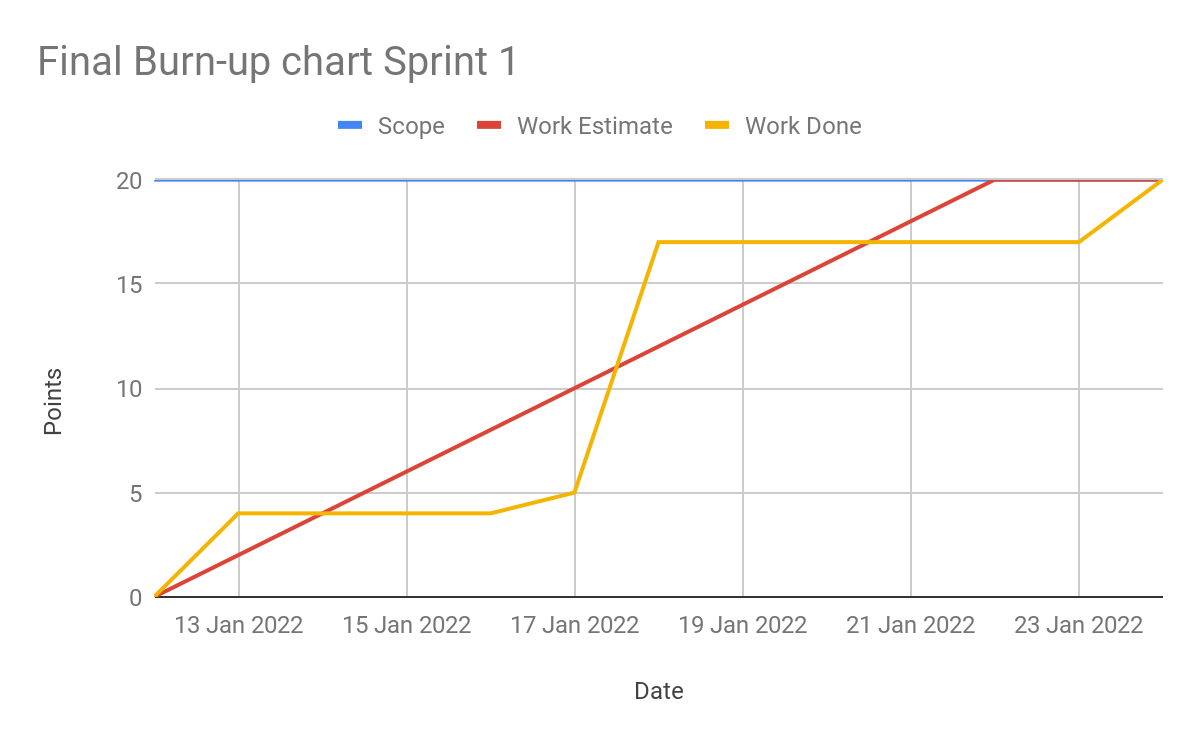 Final Burn-up chart Sprint 1
Scope Work Estimate Work Done
20
15
10
5
0
Points
13 Jan 2022 15 Jan 2022 17 Jan 2022 19 Jan 2022 21 Jan 2022 23 Jan 2022
Date